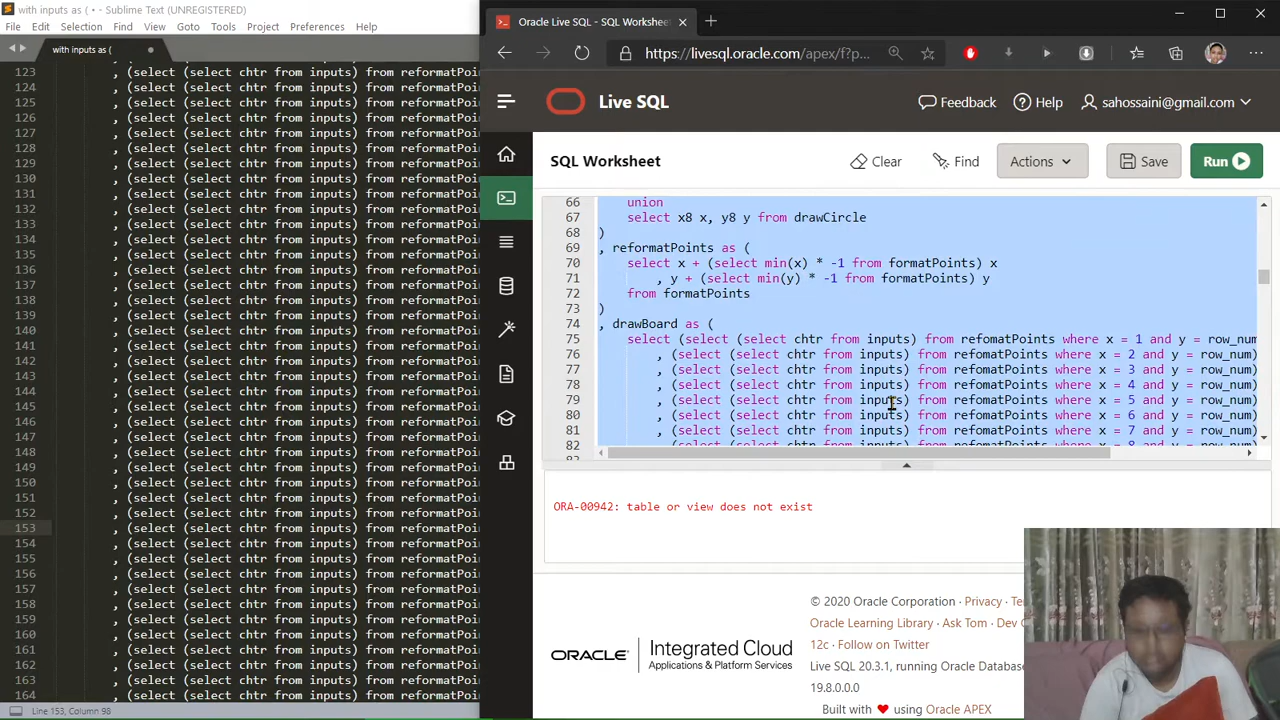 with inputs as ( • - Sublime Text (UNREGISTERED)
File Edit Selection Find View Goto Tools Project Preferences Help
with inputs as (
123 , (select (select chtr from inputs) from reformatPoi
124 , (select (select chtr from inputs) from reformatPoi
125 , (select (select chtr from inputs) from reformatPoi
126 , (select (select chtr from inputs) from reformatPoi
127 , (select (select chtr from inputs) from reformatPoi
128 , (select (select chtr from inputs) from reformatPoi
129 , (select (select chtr from inputs) from reformatPoi
130 , (select (select chtr from inputs) from reformatPoi
131 , (select (select chtr from inputs) from reformatPoi
132 , (select (select chtr from inputs) from reformatPoi
133 , (select (select chtr from inputs) from reformatPoi
134 , (select (select chtr from inputs) from reformatPoi
135 , (select (select chtr from inputs) from reformatPoi
136 , (select (select chtr from inputs) from reformatPoi
137 , (select (select chtr from inputs) from reformatPoi
138 , (select (select chtr from inputs) from reformatPoi
139 , (select (select chtr from inputs) from reformatPoi
140 , (select (select chtr from inputs) from reformatPoi
141 , (select (select chtr from inputs) from reformatPoi
142 , (select (select chtr from inputs) from reformatPoi
143 , (select (select chtr from inputs) from reformatPoi
144 , (select (select chtr from inputs) from reformatPoi
145 , (select (select chtr from inputs) from reformatPoi
146 , (select (select chtr from inputs) from reformatPoi
147 , (select (select chtr from inputs) from reformatPoi
148 , (select (select chtr from inputs) from reformatPoi
149 , (select (select chtr from inputs) from reformatPoi
150 , (select (select chtr from inputs) from reformatPoi
151 , (select (select chtr from inputs) from reformatPoi
152 , (select (select chtr from inputs) from reformatPoi
153 , (select (select chtr from inputs) from reformatPoi
154 , (select (select chtr from inputs) from reformatPoi
155 , (select (select chtr from inputs) from reformatPoi
156 , (select (select chtr from inputs) from reformatPoi
157 , (select (select chtr from inputs) from reformatPoi
158 , (select (select chtr from inputs) from reformatPoi
159 , (select (select chtr from inputs) from reformatPoi
160 , (select (select chtr from inputs) from reformatPoi
161 , (select (select chtr from inputs) from reformatPoi
162 , (select (select chtr from inputs) from reformatPoi
163 , (select (select chtr from inputs) from reformatPoi
164 , (select (select chtr from inputs) from reformatPoi
Line 153, Column 98
Oracle Live SQL - SQL Workshee
https://livesql.oracle.com/apex/f?p...
Live SQL
Feedback Help sahossaini@gmail.com
SQL Worksheet
Clear Find Actions Save Run
66 union
67 select x8 x, y8 y from drawCircle
68 )
69 , reformatPoints as (
70 select x + (select min(x) * -1 from formatPoints) x
71 , y + (select min(y) * -1 from formatPoints) y
72 from formatPoints
73 )
74 , drawBoard as (
75 select (select (select chtr from inputs) from refomatPoints where x = 1 and y = row_num
76 , (select (select chtr from inputs) from refomatPoints where x = 2 and y = row_num)
77 , (select (select chtr from inputs) from refomatPoints where x = 3 and y = row_num)
78 , (select (select chtr from inputs) from refomatPoints where x = 4 and y = row_num)
79 , (select (select chtr from inputs) from refomatPoints where x = 5 and y = row_num)
80 , (select (select chtr from inputs) from refomatPoints where x = 6 and y = row_num)
81 , (select (select chtr from inputs) from refomatPoints where x = 7 and y = row_num)
82 , (select (select chtr from inputs) from refomatPoints where x = 8 and y = row_num)
ORA-00942: table or view does not exist
© 2020 Oracle Corporation · Privacy · Te
Oracle Learning Library · Ask Tom · Dev
12c · Follow on Twitter
Live SQL 20.3.1, running Oracle Databas
19.8.0.0.0
Built with ♥ using Oracle APEX
ORACLE
Integrated Cloud
Applications & Platform Services